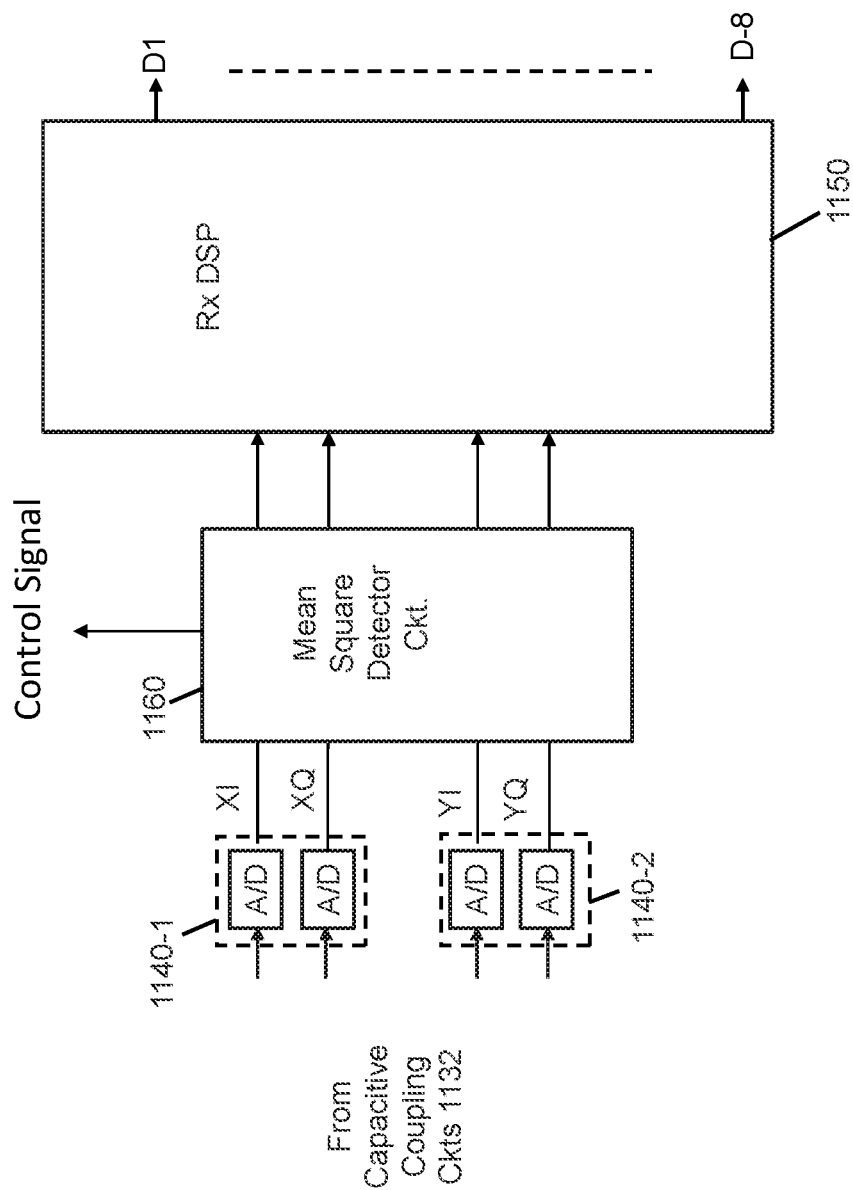 From
Capacitive
Coupling
Ckts 1132
1140-1
A/D
A/D
A/D
A/D
1140-2
XI
XQ
YI
YQ
1160
Mean
Square
Detector
Ckt.
Control Signal
Rx DSP
1150
D1
D-8